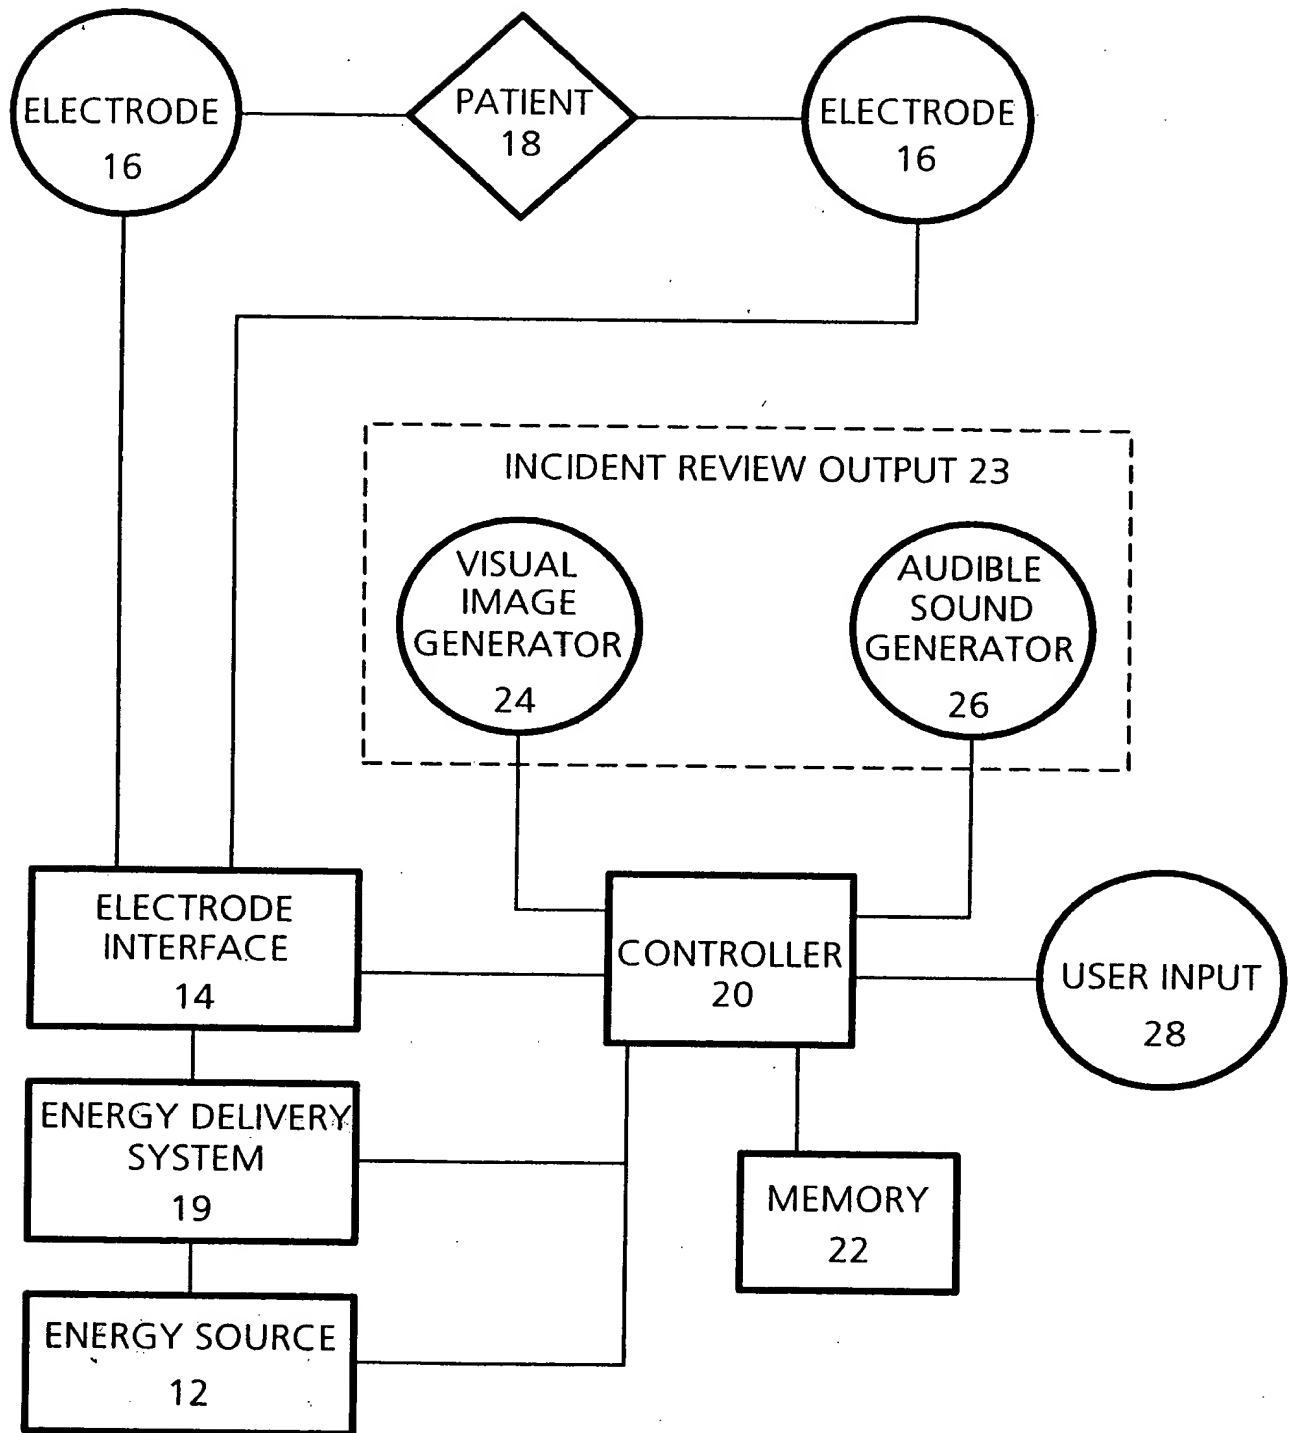 ELECTRODE
16
PATIENT
18
ELECTRODE
16
INCIDENT REVIEW OUTPUT 23
VISUAL
IMAGE
GENERATOR
24
AUDIBLE
SOUND
GENERATOR
26
ELECTRODE
INTERFACE
14
CONTROLLER
20
USER INPUT
28
ENERGY DELIVERY
SYSTEM
19
MEMORY
22
ENERGY SOURCE
12